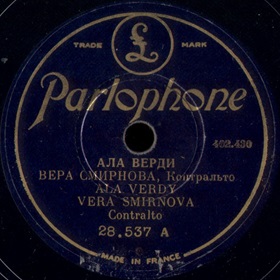 TRADE MARK
Parlophone
402.430
АЛА ВЕРДИ
ВЕРА СМИРНОВА, Контральто
ALA VERDY
VERA SMIRNOVA
Contralto
28.537 A
MADE IN FRANCE